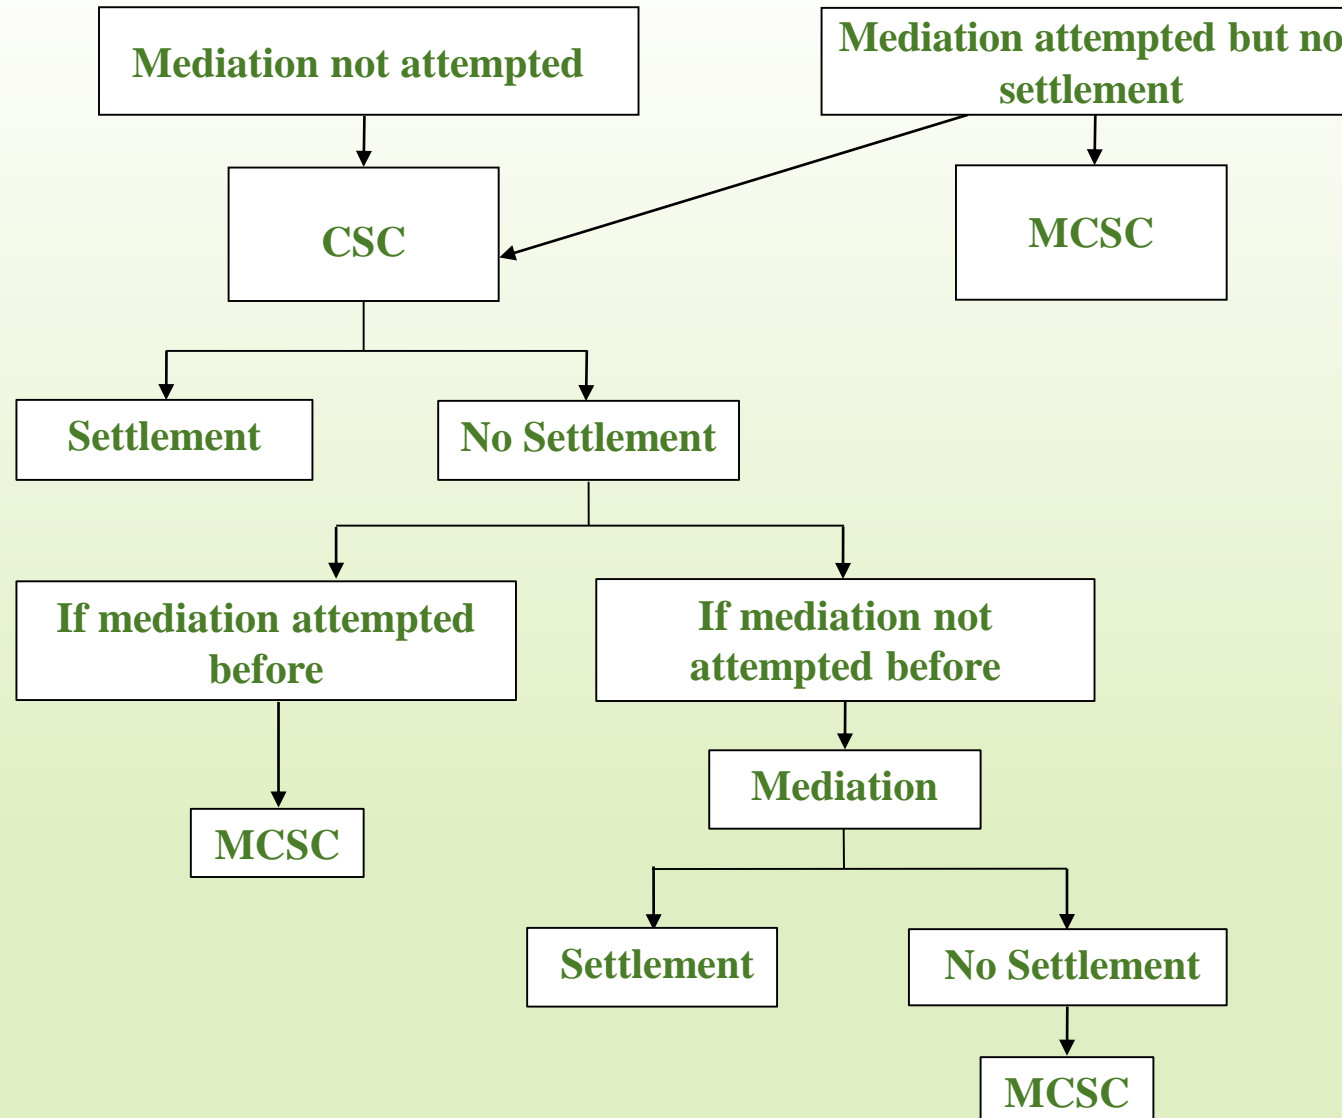 Mediation not attempted
Mediation attempted but no
settlement
CSC
MCSC
Settlement
No Settlement
If mediation attempted
before
If mediation not
attempted before
Mediation
MCSC
Settlement
No Settlement
MCSC